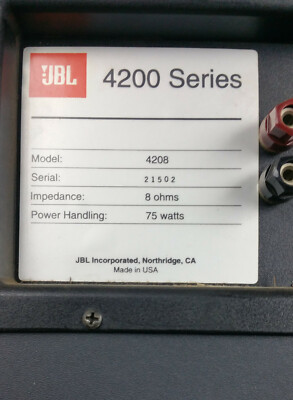 JBL 4200 Series
Model: 4208
Serial: 21502
Impedance: 8 ohms
Power Handling: 75 watts
JBL Incorporated, Northridge, CA
Made in USA